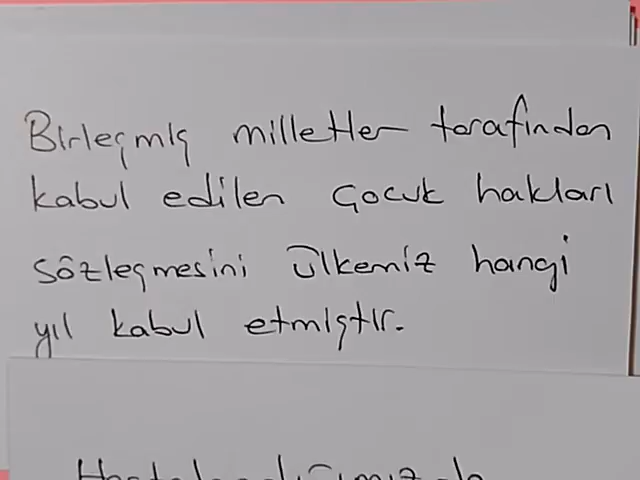 Birleşmiş milletler tarafından
kabul edilen çocuk hakları
sözleşmesini ülkemiz hangi
yıl kabul etmiştir.